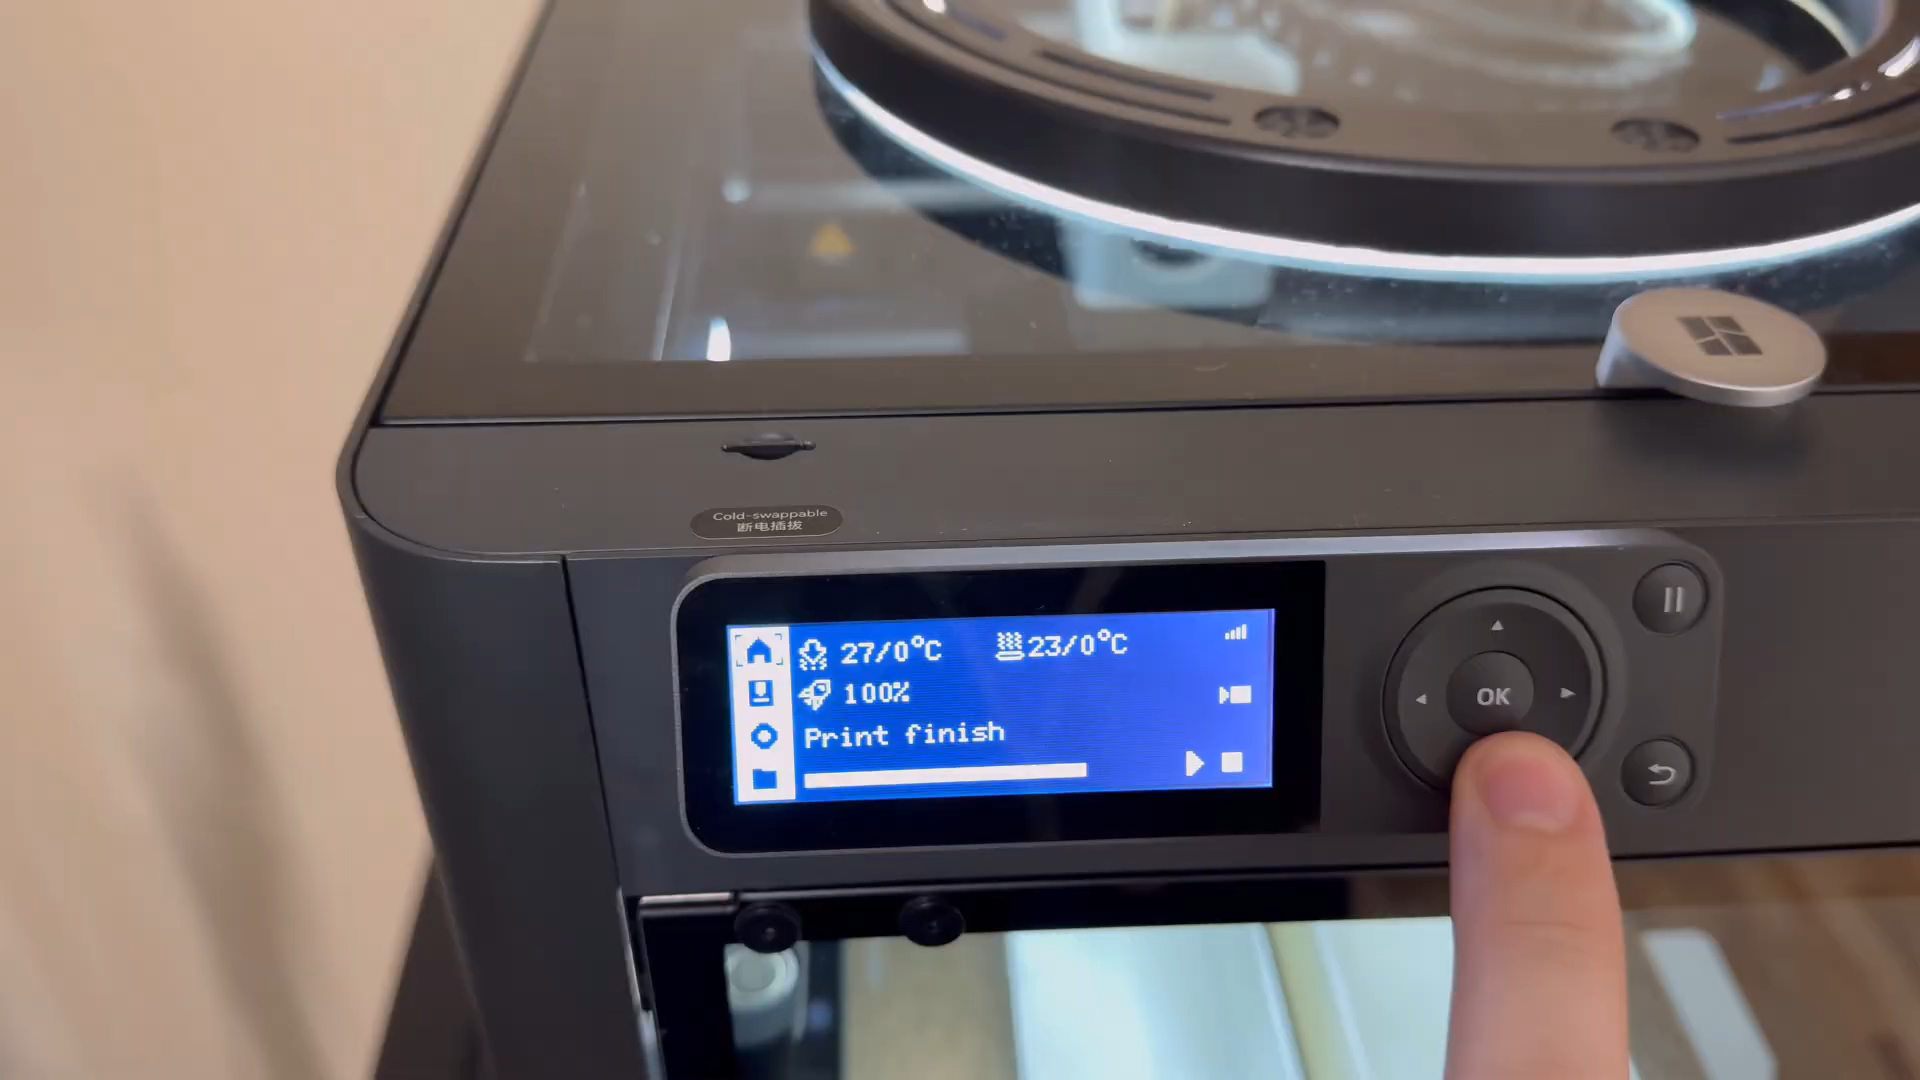 Cold-swappable
断电插拔
27/0°C 23/0°C
100%
Print finish
OK